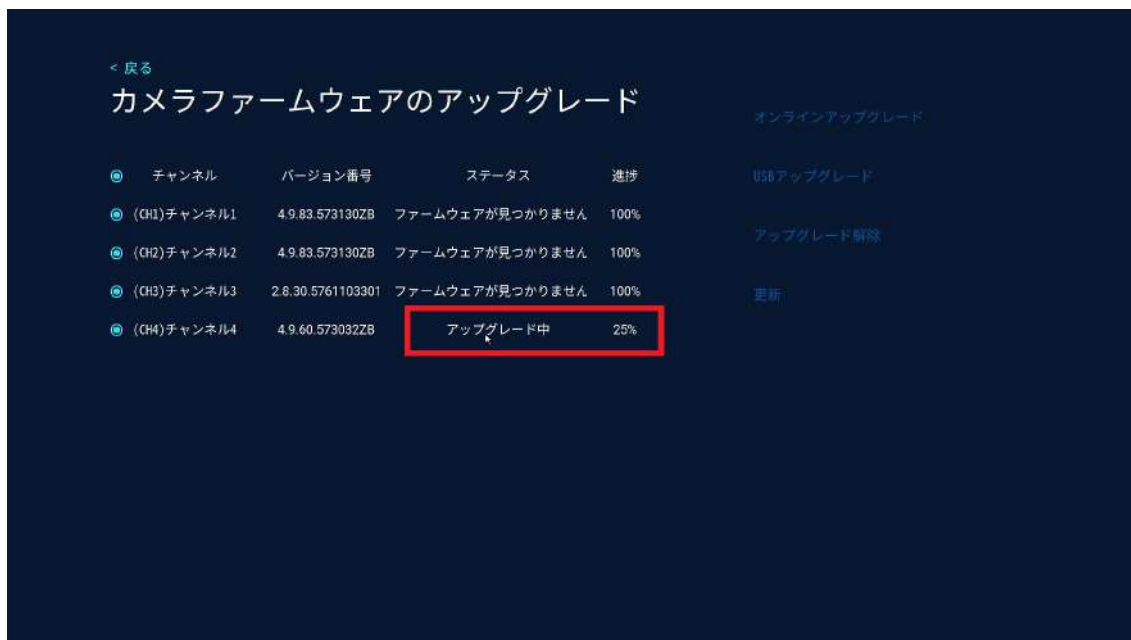 < 戻る
カメラファームウェアのアップグレード
チャンネル バージョン番号 ステータス 進捗
(CH1)チャンネル1 4.9.83.573130ZB ファームウェアが見つかりません 100%
(CH2)チャンネル2 4.9.83.573130ZB ファームウェアが見つかりません 100%
(CH3)チャンネル3 2.8.30.5761103301 ファームウェアが見つかりません 100%
(CH4)チャンネル4 4.9.60.573032ZB アップグレード中 25%
オンラインアップグレード
USBアップグレード
アップグレード解除
更新